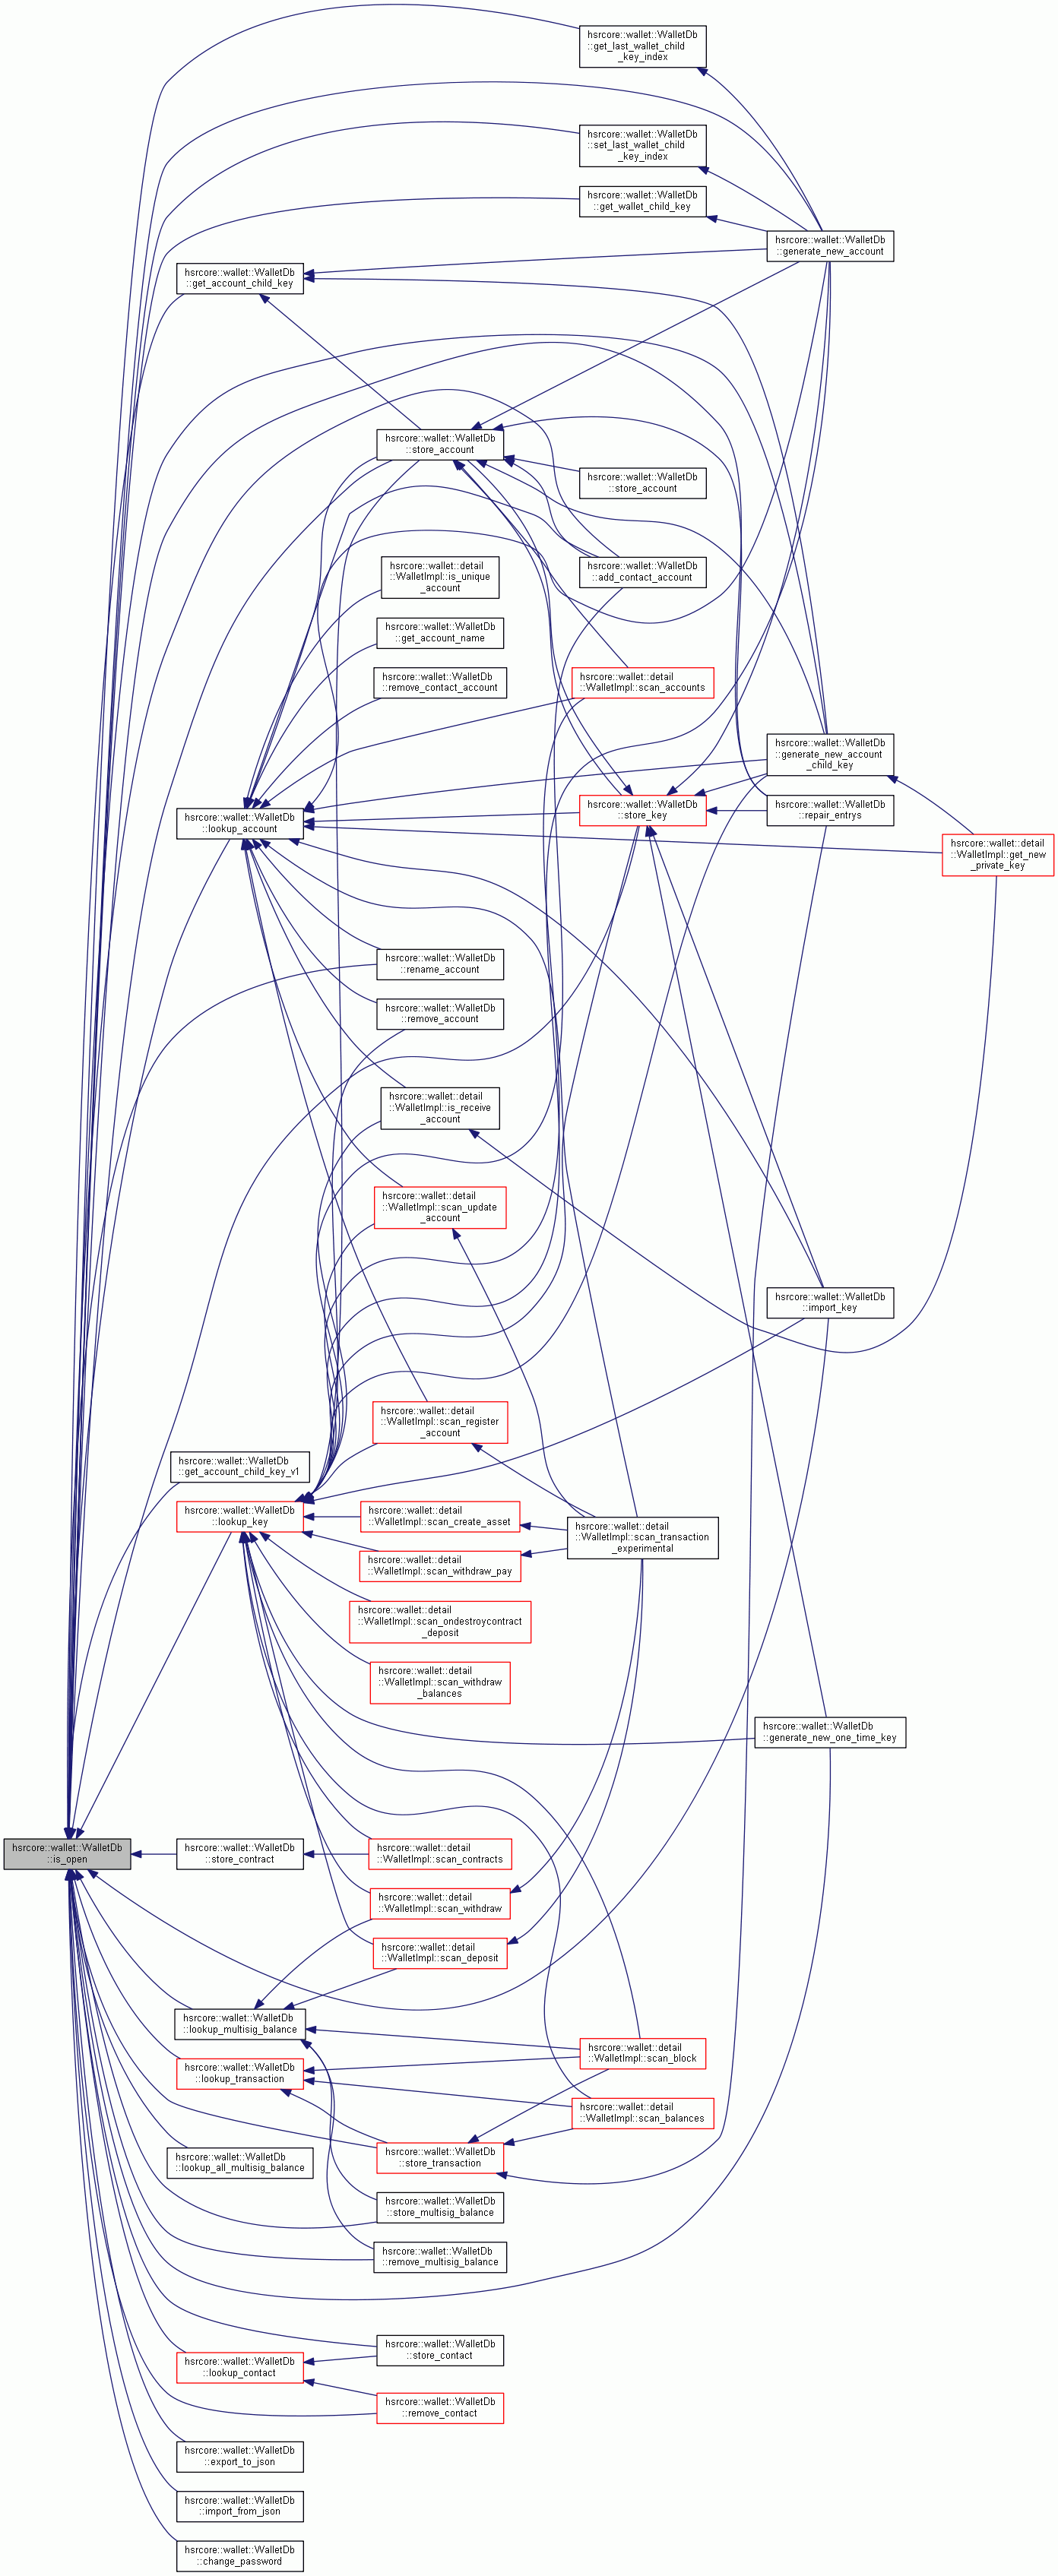 hsrcore::wallet::WalletDb
::get_last_wallet_child
_key_index
hsrcore::wallet::WalletDb
::set_last_wallet_child
_key_index
hsrcore::wallet::WalletDb
::get_wallet_child_key
hsrcore::wallet::WalletDb
::generate_new_account
hsrcore::wallet::WalletDb
::get_account_child_key
hsrcore::wallet::WalletDb
::store_account
hsrcore::wallet::WalletDb
::store_account
hsrcore::wallet::detail
::WalletImpl::is_unique
_account
hsrcore::wallet::WalletDb
::add_contact_account
hsrcore::wallet::WalletDb
::get_account_name
hsrcore::wallet::WalletDb
::remove_contact_account
hsrcore::wallet::detail
::WalletImpl::scan_accounts
hsrcore::wallet::WalletDb
::generate_new_account
_child_key
hsrcore::wallet::WalletDb
::lookup_account
hsrcore::wallet::WalletDb
::store_key
hsrcore::wallet::WalletDb
::repair_entrys
hsrcore::wallet::detail
::WalletImpl::get_new
_private_key
hsrcore::wallet::WalletDb
::rename_account
hsrcore::wallet::WalletDb
::remove_account
hsrcore::wallet::detail
::WalletImpl::is_receive
_account
hsrcore::wallet::detail
::WalletImpl::scan_update
_account
hsrcore::wallet::WalletDb
::import_key
hsrcore::wallet::detail
::WalletImpl::scan_register
_account
hsrcore::wallet::WalletDb
::get_account_child_key_v1
hsrcore::wallet::WalletDb
::lookup_key
hsrcore::wallet::detail
::WalletImpl::scan_create_asset
hsrcore::wallet::detail
::WalletImpl::scan_transaction
_experimental
hsrcore::wallet::detail
::WalletImpl::scan_withdraw_pay
hsrcore::wallet::detail
::WalletImpl::scan_ondestroycontract
_deposit
hsrcore::wallet::detail
::WalletImpl::scan_withdraw
_balances
hsrcore::wallet::WalletDb
::generate_new_one_time_key
hsrcore::wallet::WalletDb
::is_open
hsrcore::wallet::WalletDb
::store_contract
hsrcore::wallet::detail
::WalletImpl::scan_contracts
hsrcore::wallet::detail
::WalletImpl::scan_withdraw
hsrcore::wallet::detail
::WalletImpl::scan_deposit
hsrcore::wallet::WalletDb
::lookup_multisig_balance
hsrcore::wallet::detail
::WalletImpl::scan_block
hsrcore::wallet::WalletDb
::lookup_transaction
hsrcore::wallet::detail
::WalletImpl::scan_balances
hsrcore::wallet::WalletDb
::store_transaction
hsrcore::wallet::WalletDb
::lookup_all_multisig_balance
hsrcore::wallet::WalletDb
::store_multisig_balance
hsrcore::wallet::WalletDb
::remove_multisig_balance
hsrcore::wallet::WalletDb
::store_contact
hsrcore::wallet::WalletDb
::lookup_contact
hsrcore::wallet::WalletDb
::remove_contact
hsrcore::wallet::WalletDb
::export_to_json
hsrcore::wallet::WalletDb
::import_from_json
hsrcore::wallet::WalletDb
::change_password